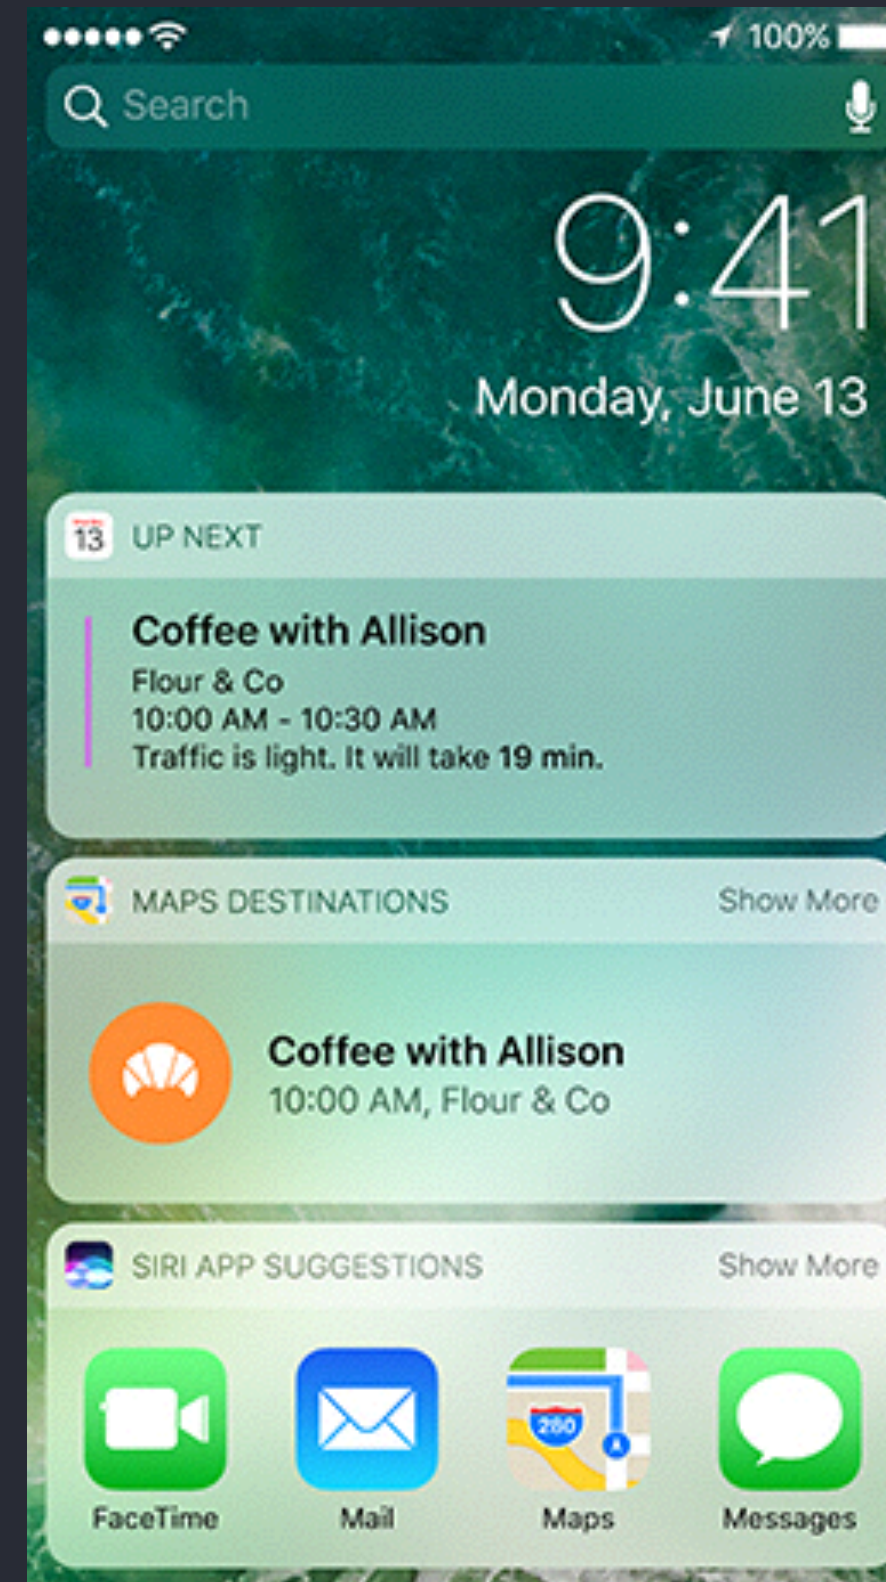 100%
Search
9:41
Monday, June 13
13 UP NEXT
Coffee with Allison
Flour & Co
10:00 AM - 10:30 AM
Traffic is light. It will take 19 min.
MAPS DESTINATIONS Show More
Coffee with Allison
10:00 AM, Flour & Co
SIRI APP SUGGESTIONS Show More
280
FaceTime Mail Maps Messages